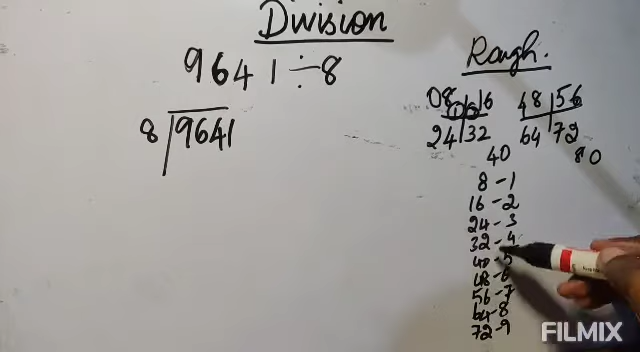 Division
9641 ÷ 8
8 9641
Rough.
08 16 48 56
24 32 64 72
40 80
8 - 1
16 - 2
24 - 3
32 - 4
40 - 5
48 - 6
56 - 7
64 - 8
72 - 9
FILMIX